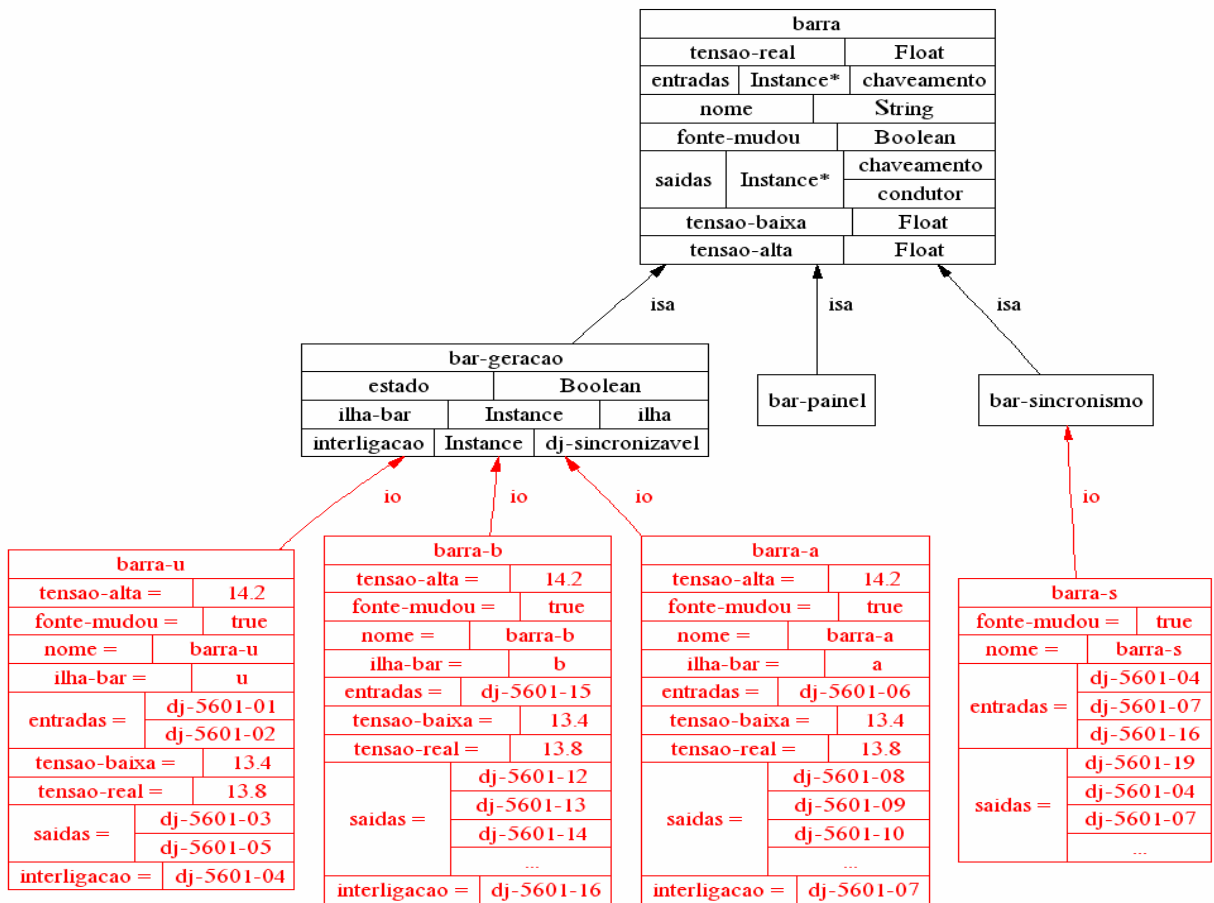 barra
tensao-real Float
entradas Instance* chaveamento
nome String
fonte-mudou Boolean
saidas Instance* chaveamento
condutor
tensao-baixa Float
tensao-alta Float
isa isa isa
bar-geracao
estado Boolean
ilha-bar Instance ilha
interligacao Instance dj-sincronizavel
bar-painel
bar-sincronismo
io io io io
barra-u
tensao-alta = 14.2
fonte-mudou = true
nome = barra-u
ilha-bar = u
entradas = dj-5601-01
dj-5601-02
tensao-baixa = 13.4
tensao-real = 13.8
saidas = dj-5601-03
dj-5601-05
interligacao = dj-5601-04
barra-b
tensao-alta = 14.2
fonte-mudou = true
nome = barra-b
ilha-bar = b
entradas = dj-5601-15
tensao-baixa = 13.4
tensao-real = 13.8
saidas = dj-5601-12
dj-5601-13
dj-5601-14
...
interligacao = dj-5601-16
barra-a
tensao-alta = 14.2
fonte-mudou = true
nome = barra-a
ilha-bar = a
entradas = dj-5601-06
tensao-baixa = 13.4
tensao-real = 13.8
saidas = dj-5601-08
dj-5601-09
dj-5601-10
...
interligacao = dj-5601-07
barra-s
fonte-mudou = true
nome = barra-s
entradas = dj-5601-04
dj-5601-07
dj-5601-16
saidas = dj-5601-19
dj-5601-04
dj-5601-07
...